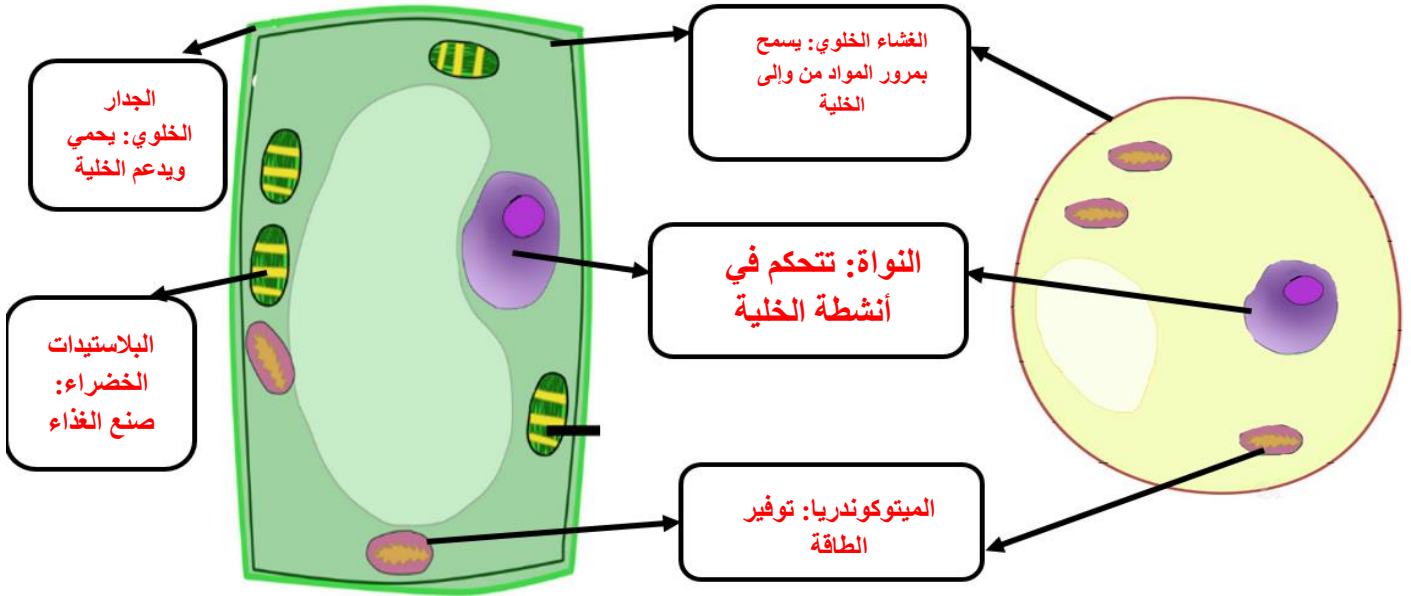 الغشاء الخلوي: يسمح
بمرور المواد من وإلى
الخلية
الجدار
الخلوي: يحمي
ويدعم الخلية
النواة: تتحكم في
أنشطة الخلية
البلاستيدات
الخضراء:
صنع الغذاء
الميتوكوندريا: توفير
الطاقة